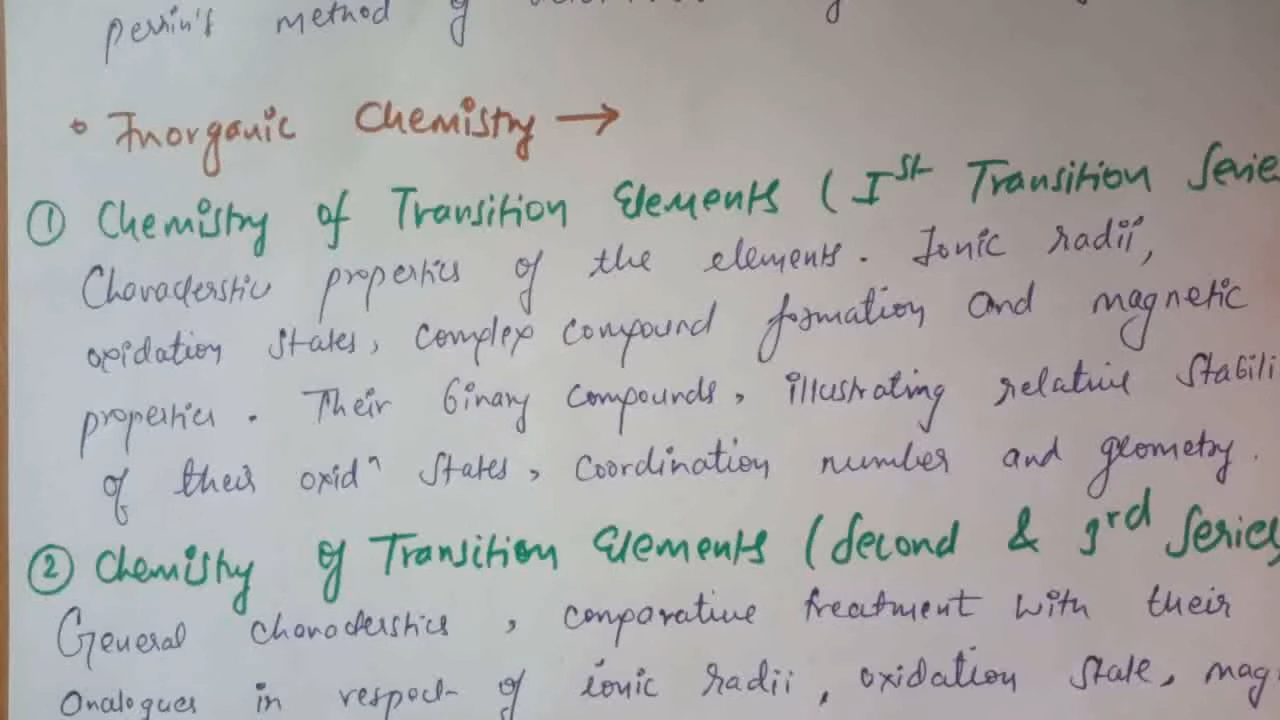 perrin's method of
• Inorganic Chemistry →
① Chemistry of Transition Elements ( Ist Transition Serie
Characterstic properties of the elements. Ionic radii,
oxidation states, complex compound formation and magnetic
properties. Their binary compounds, illustrating relative stabili
of their oxidⁿ states, coordination number and geometry.
② Chemistry of Transition Elements (Second & 3rd Series
General characterstics, comparative treatment with their
analogues in respect of ionic radii, oxidation state, mag